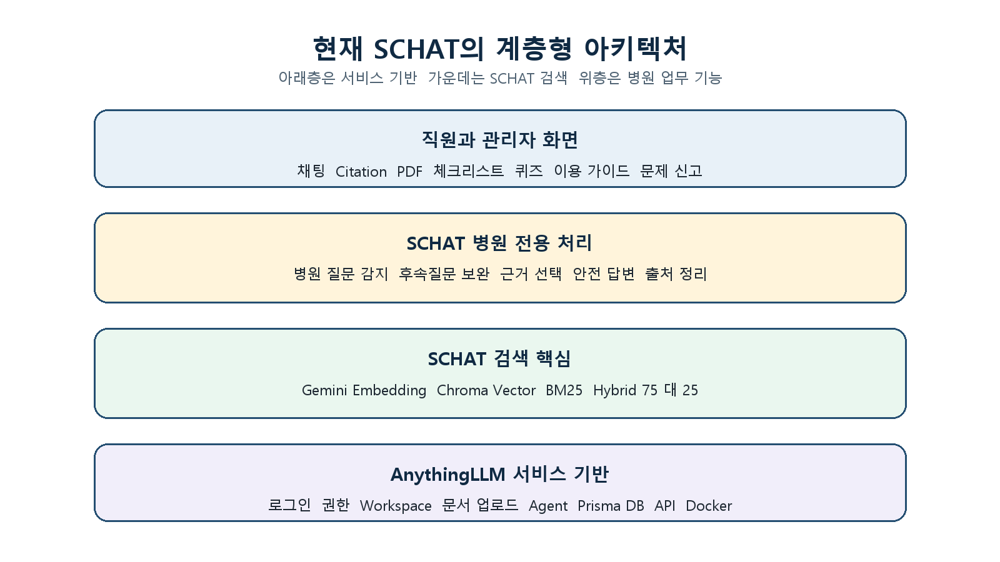 현재 SCHAT의 계층형 아키텍처
아래층은 서비스 기반  가운데는 SCHAT 검색  위층은 병원 업무 기능
직원과 관리자 화면
채팅  Citation  PDF  체크리스트  퀴즈  이용 가이드  문제 신고
SCHAT 병원 전용 처리
병원 질문 감지  후속질문 보완  근거 선택  안전 답변  출처 정리
SCHAT 검색 핵심
Gemini Embedding  Chroma Vector  BM25  Hybrid 75 대 25
AnythingLLM 서비스 기반
로그인  권한  Workspace  문서 업로드  Agent  Prisma DB  API  Docker